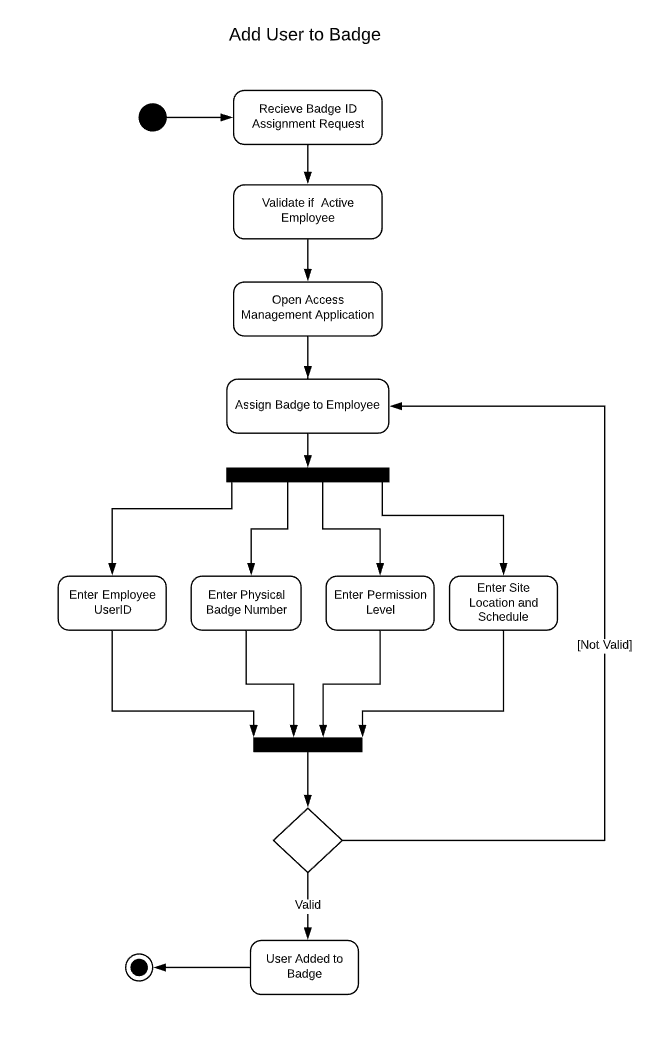 Add User to Badge
Recieve Badge ID
Assignment Request
Validate if  Active
Employee
Open Access
Management Application
Assign Badge to Employee
Enter Employee
UserID
Enter Physical
Badge Number
Enter Permission
Level
Enter Site
Location and
Schedule
[Not Valid]
Valid
User Added to
Badge